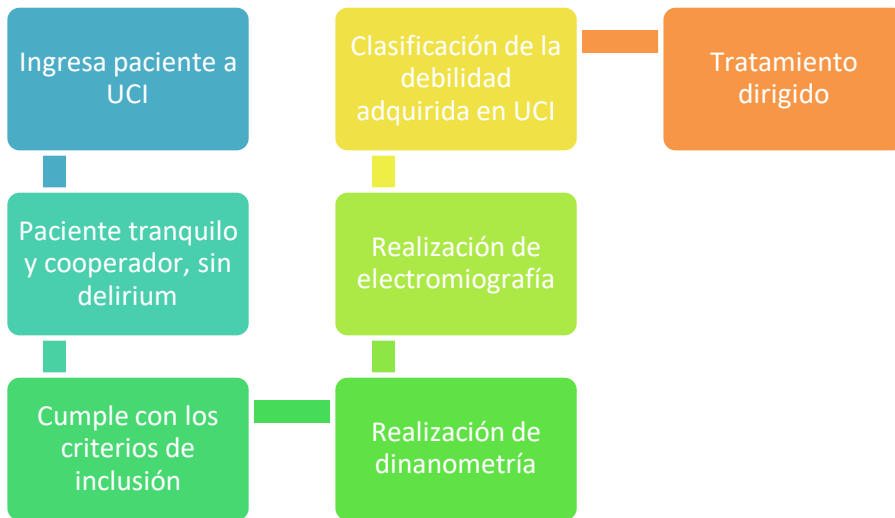 Ingresa paciente a
UCI
Paciente tranquilo
y cooperador, sin
delirium
Cumple con los
criterios de
inclusión
Realización de
dinanometría
Realización de
electromiografía
Clasificación de la
debilidad
adquirida en UCI
Tratamiento
dirigido